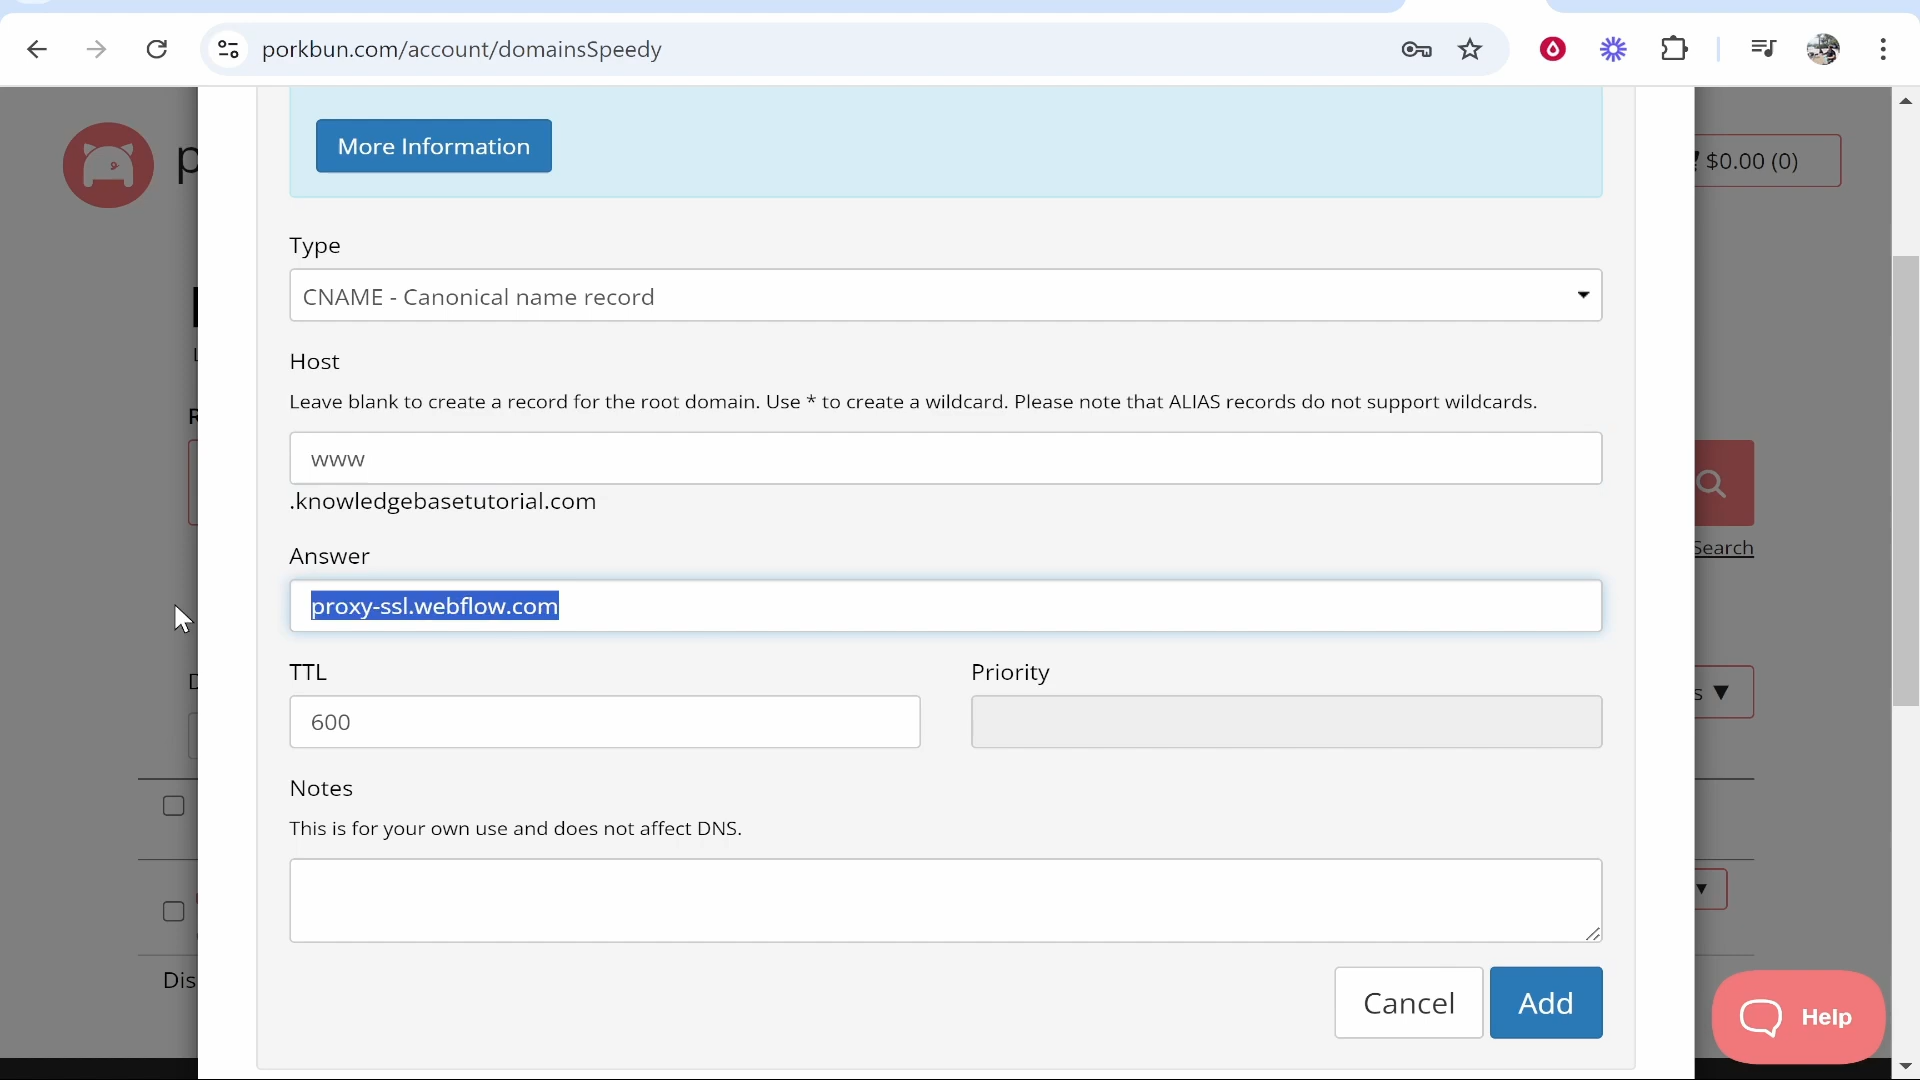 porkbun.com/account/domainsSpeedy
p
$0.00 (0)
More Information
Type
CNAME - Canonical name record
Host
Leave blank to create a record for the root domain. Use * to create a wildcard. Please note that ALIAS records do not support wildcards.
www
.knowledgebasetutorial.com
Search
Answer
proxy-ssl.webflow.com
TTL
Priority
600
s ▼
Notes
This is for your own use and does not affect DNS.
▼
Dis
Cancel
Add
Help